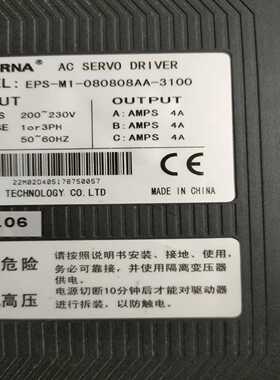 RNA® AC SERVO DRIVER
EL: EPS-M1-080808AA-3100
UT OUTPUT
S 200~230V A:AMPS 4A
SE 1or3PH B:AMPS 4A
50~60HZ C:AMPS 4A
22M02D405178750057
TECHNOLOGY CO.LTD MADE IN CHINA
.06
危险
高压
请按照说明书安装、接地、使用、
务必可靠接，并使用隔离变压器
供电。
电源切断10分钟后才能对驱动器
进行拆装，以防触电。